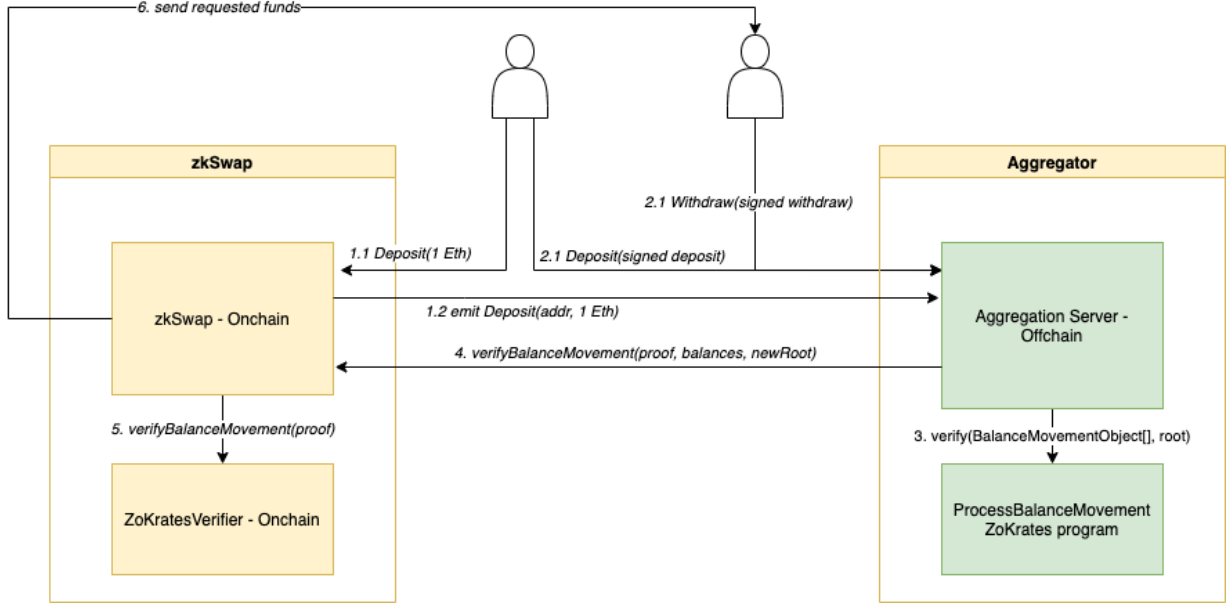 6. send requested funds
zkSwap
Aggregator
2.1 Withdraw(signed withdraw)
1.1 Deposit(1 Eth)
2.1 Deposit(signed deposit)
zkSwap - Onchain
1.2 emit Deposit(addr, 1 Eth)
Aggregation Server -
Offchain
4. verifyBalanceMovement(proof, balances, newRoot)
5. verifyBalanceMovement(proof)
3. verify(BalanceMovementObject[], root)
ZoKratesVerifier - Onchain
ProcessBalanceMovement
ZoKrates program